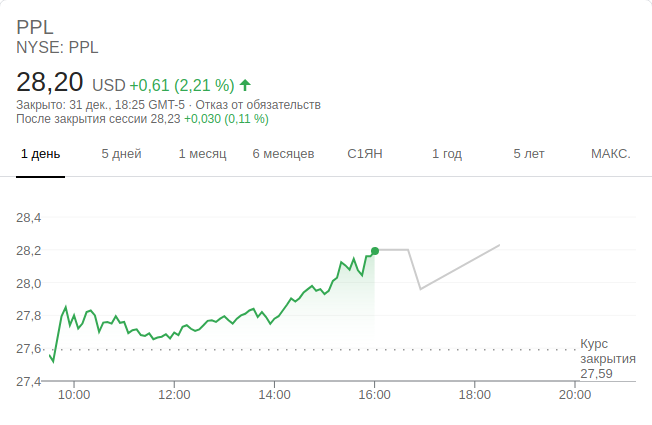 PPL
NYSE: PPL
28,20 USD +0,61 (2,21 %)
Закрыто: 31 дек., 18:25 GMT-5 · Отказ от обязательств
После закрытия сессии 28,23 +0,030 (0,11 %)
1 день 5 дней 1 месяц 6 месяцев С1ЯН 1 год 5 лет МАКС.
28,4
28,2
28,0
27,8
27,6
27,4
Курс
закрытия
27,59
10:00 12:00 14:00 16:00 18:00 20:00